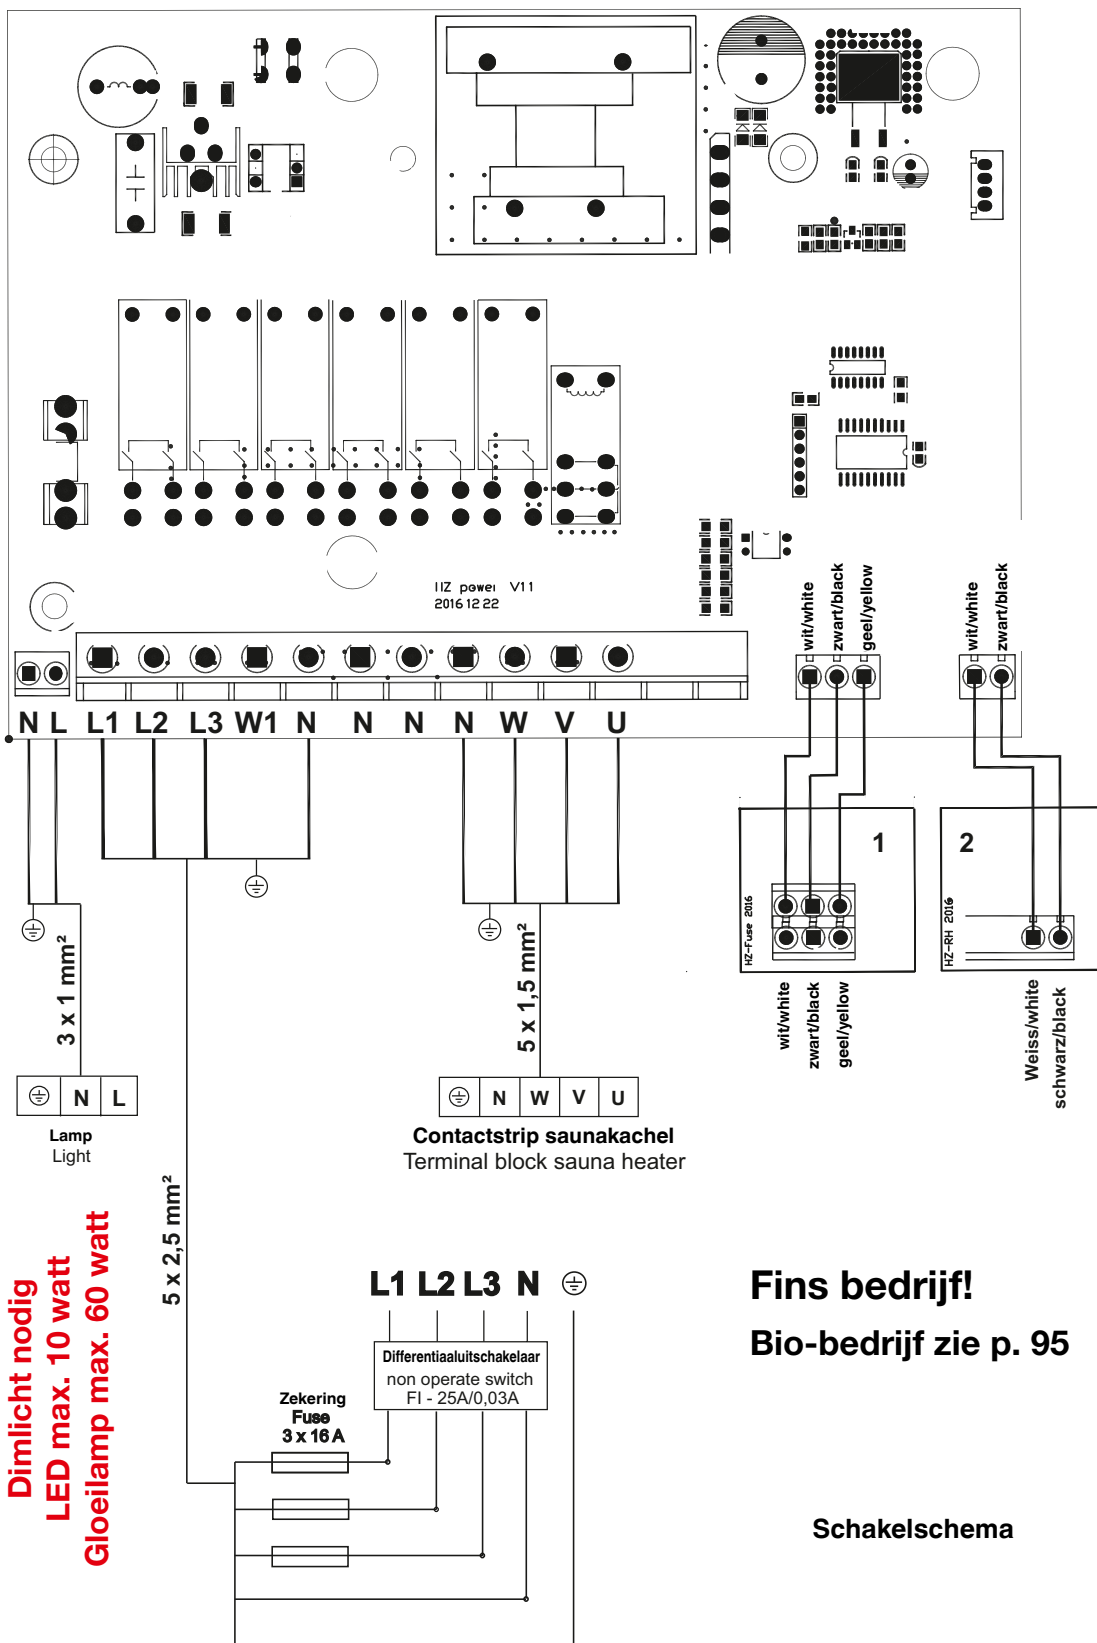 HZ power V11
2016 12 22
wit/white
zwart/black
geel/yellow
wit/white
zwart/black
N L L1 L2 L3 W1 N N N N W V U
1
HZ-Fuse 2016
wit/white
zwart/black
geel/yellow
2
HZ-RH 2016
Weiss/white
schwarz/black
3 x 1 mm²
5 x 1,5 mm²
N L
Lamp
Light
N W V U
Contactstrip saunakachel
Terminal block sauna heater
5 x 2,5 mm²
Dimlicht nodig
LED max. 10 watt
Gloeilamp max. 60 watt
L1 L2 L3 N
Differentiaaluitschakelaar
non operate switch
FI - 25A/0,03A
Zekering
Fuse
3 x 16 A
Fins bedrijf!
Bio-bedrijf zie p. 95
Schakelschema